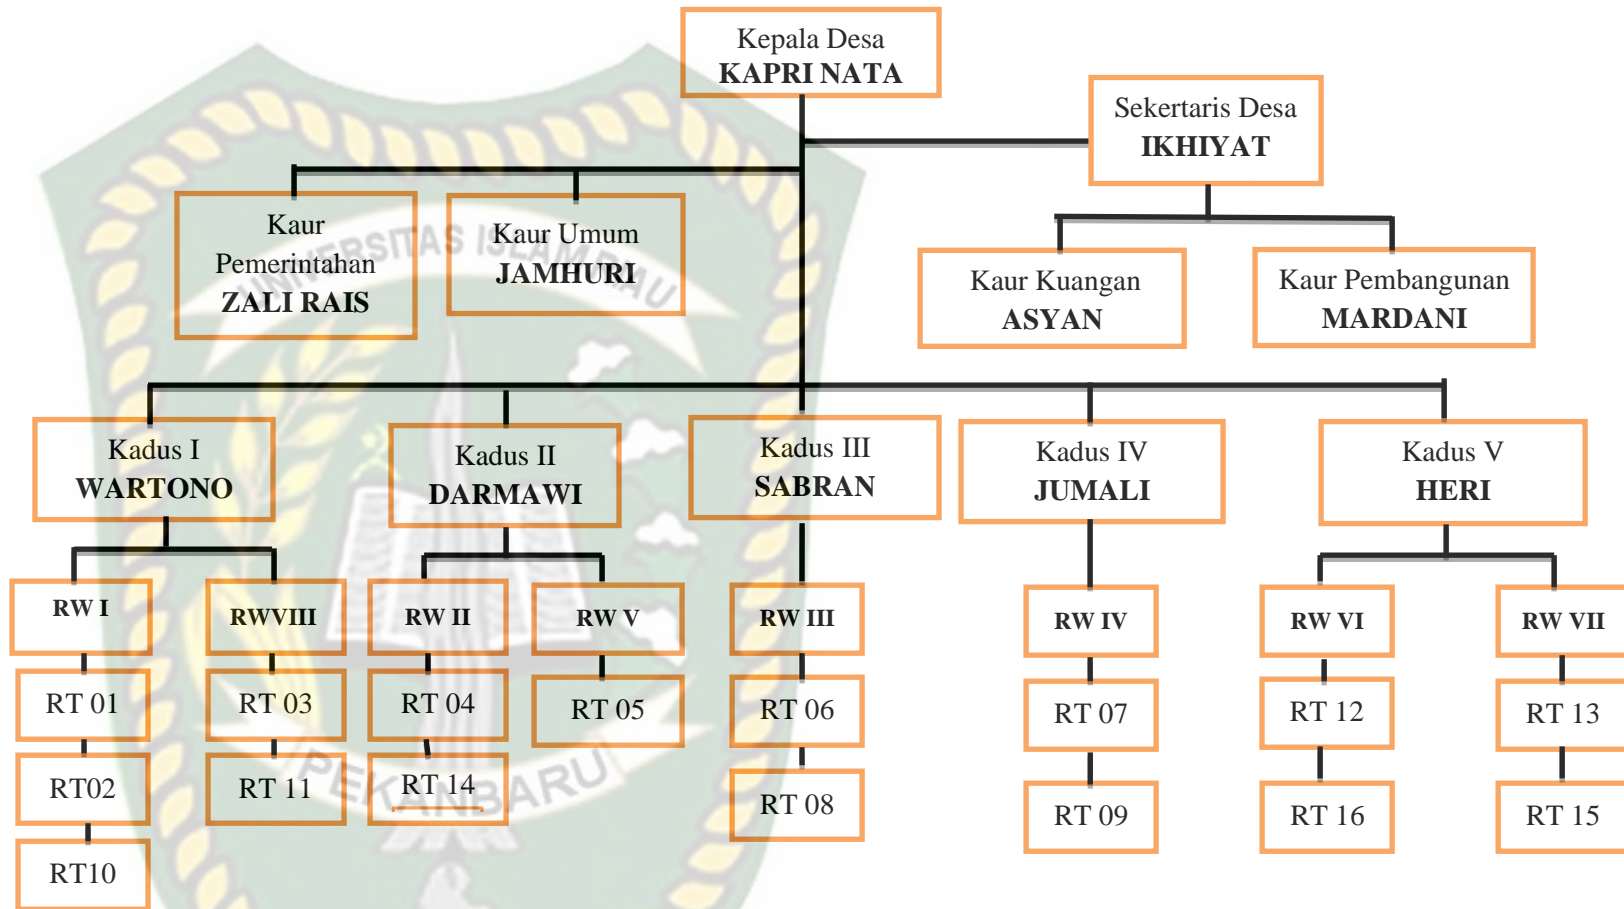 Kepala Desa
KAPRI NATA
Sekertaris Desa
IKHIYAT
Kaur
Pemerintahan
ZALI RAIS
Kaur Umum
JAMHURI
Kaur Kuangan
ASYAN
Kaur Pembangunan
MARDANI
UNIVERSITAS ISLAM RIAU
Kadus I
WARTONO
Kadus II
DARMAWI
Kadus III
SABRAN
Kadus IV
JUMALI
Kadus V
HERI
RW I
RWVIII
RW II
RW V
RW III
RW IV
RW VI
RW VII
RT 01
RT 03
RT 04
RT 05
RT 06
RT 07
RT 12
RT 13
RT02
RT 11
RT 14
RT 08
RT 09
RT 16
RT 15
RT10
PEKANBARU